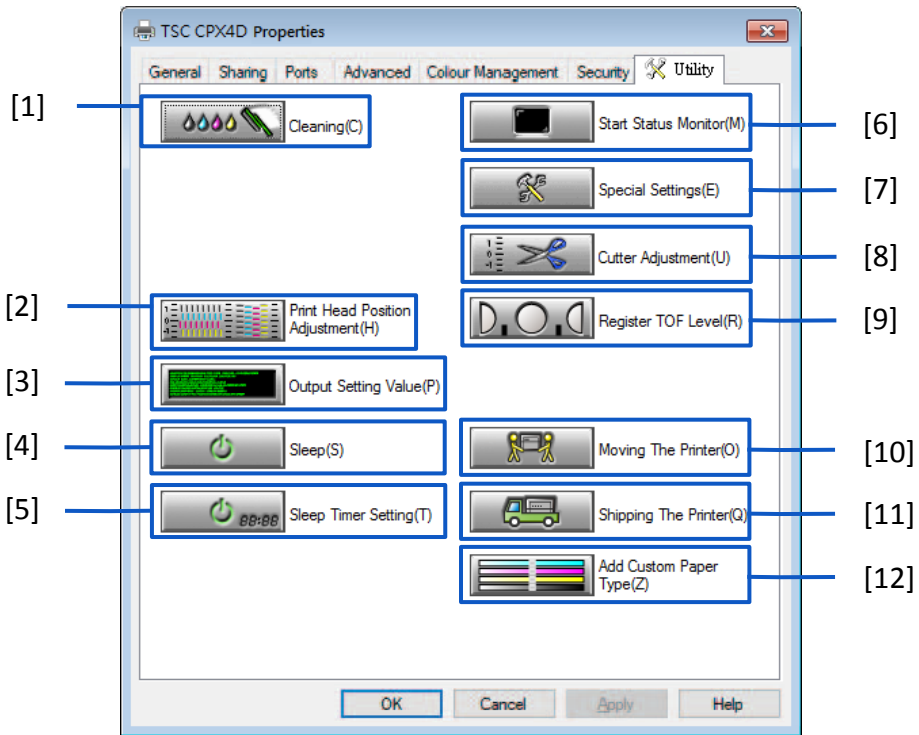 TSC CPX4D Properties
General Sharing Ports Advanced Colour Management Security Utility
[1]
Cleaning(C)
[2]
Print Head Position
Adjustment(H)
[3]
Output Setting Value(P)
[4]
Sleep(S)
[5]
88:88
Sleep Timer Setting(T)
Start Status Monitor(M)
[6]
Special Settings(E)
[7]
1
0
-1
Cutter Adjustment(U)
[8]
Register TOF Level(R)
[9]
Moving The Printer(O)
[10]
Shipping The Printer(Q)
[11]
Add Custom Paper
Type(Z)
[12]
OK Cancel Apply Help